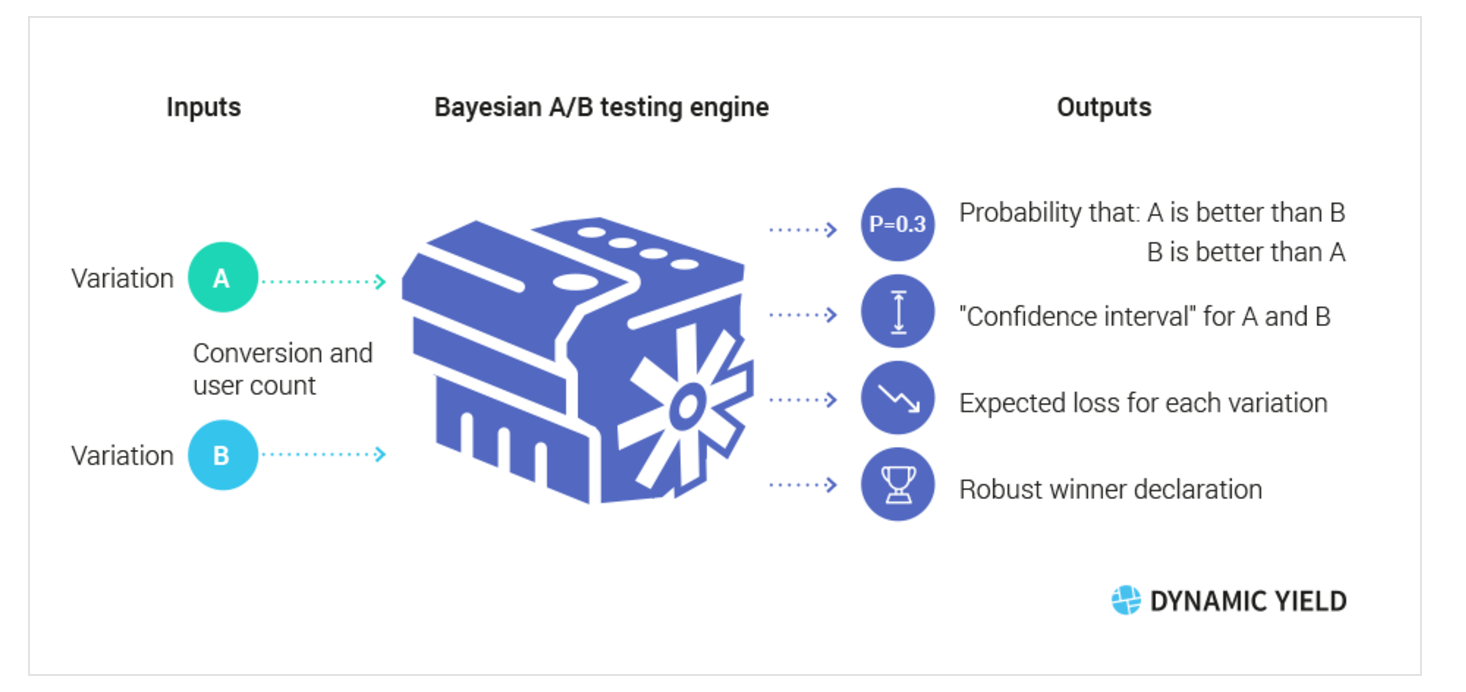 Inputs
Bayesian A/B testing engine
Outputs
Variation
A
Conversion and
user count
Variation
B
P=0.3
Probability that: A is better than B
B is better than A
"Confidence interval" for A and B
Expected loss for each variation
Robust winner declaration
DYNAMIC YIELD